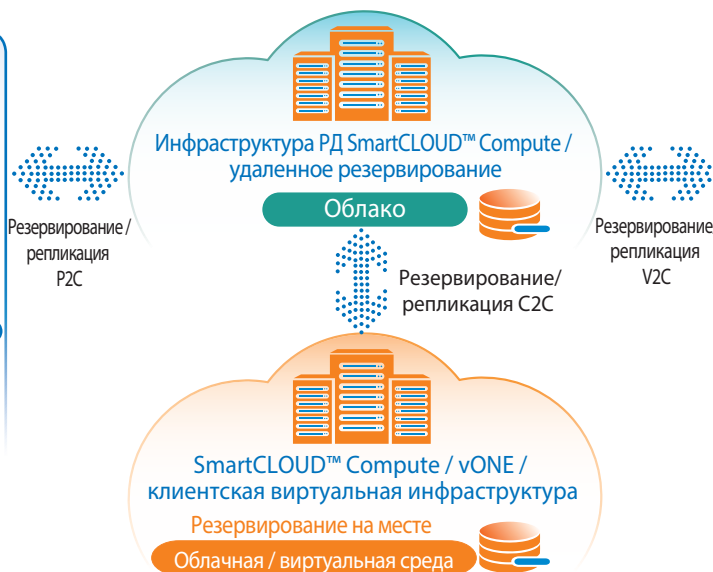 Инфраструктура РД SmartCLOUD™ Compute /
удаленное резервирование
Облако
Резервирование /
репликация
P2C
Резервирование
репликация
V2C
Резервирование/
репликация C2C
SmartCLOUD™ Compute / vONE /
клиентская виртуальная инфраструктура
Резервирование на месте
Облачная / виртуальная среда